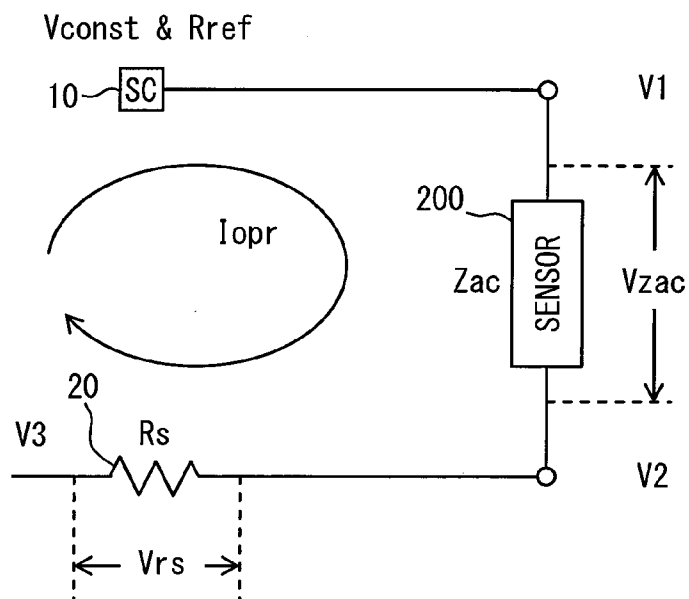 Vconst & Rref
10 SC V1
200
Iopr Zac SENSOR Vzac
20
V3 Rs V2
Vrs